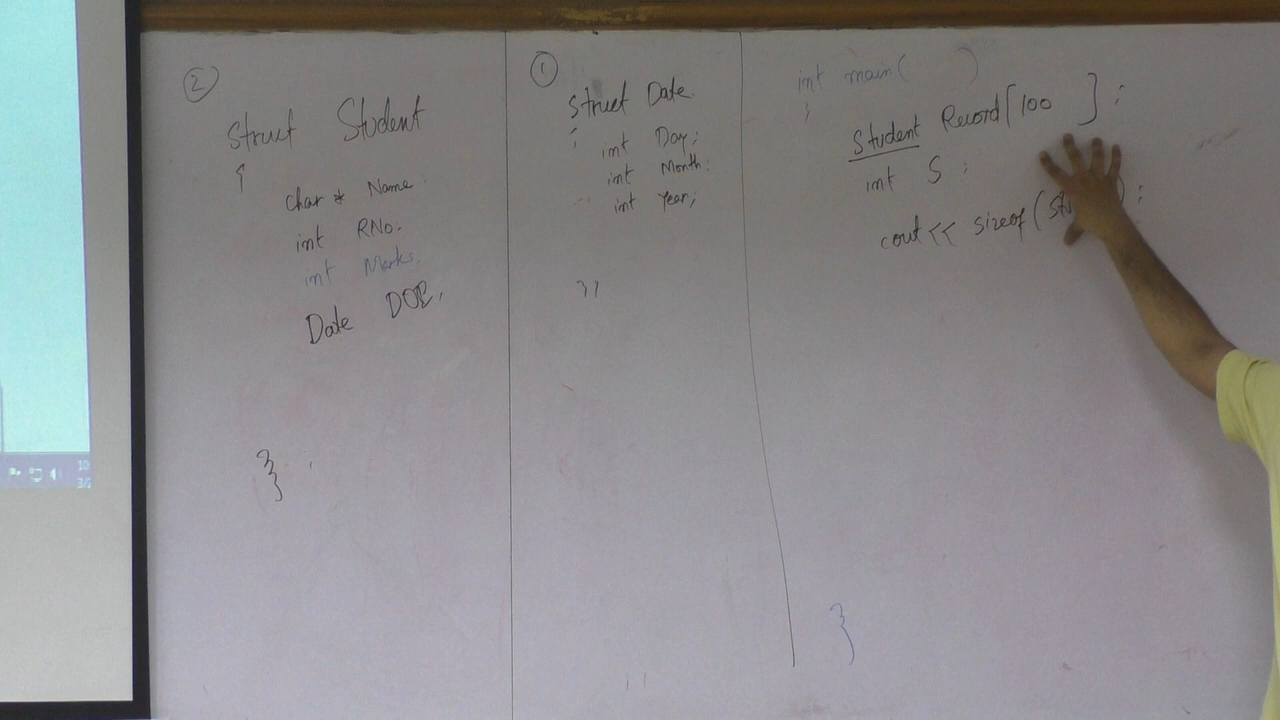 ②
Struct Student
{
char * Name;
int RNo.
int Marks.
Date DOB,
}
①
Struct Date
{
int Day;
int Month;
int Year;
};
int main( )
{
Student Record[100 ];
int S;
cout << sizeof(
);
}